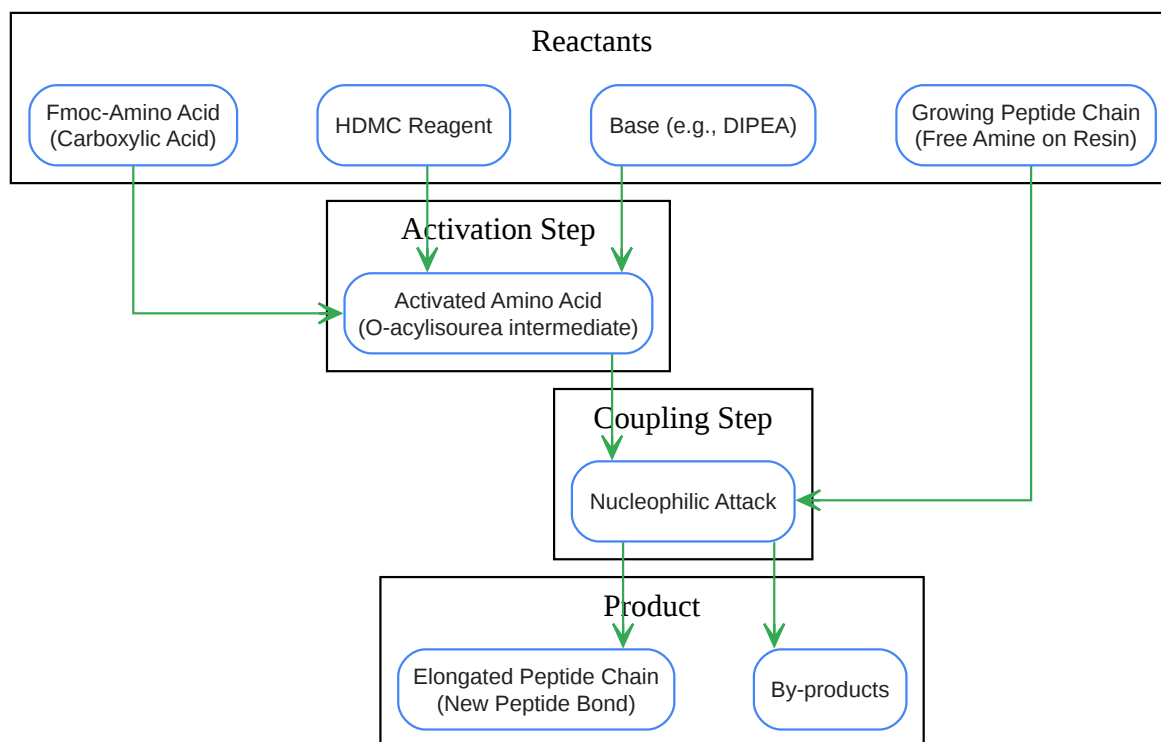 Reactants
Fmoc-Amino Acid
(Carboxylic Acid)
HDMC Reagent
Base (e.g., DIPEA)
Growing Peptide Chain
(Free Amine on Resin)
Activation Step
Activated Amino Acid
(O-acylisourea intermediate)
Coupling Step
Nucleophilic Attack
Product
Elongated Peptide Chain
(New Peptide Bond)
By-products